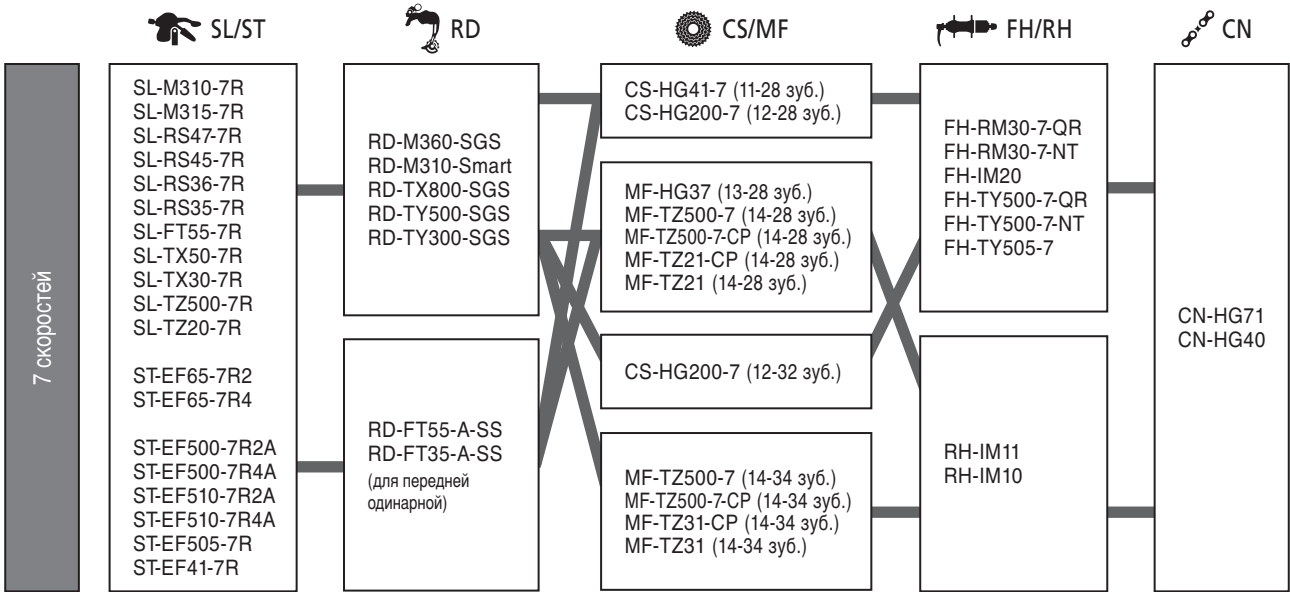 SL/ST
RD
CS/MF
FH/RH
CN
7 скоростей
SL-M310-7R
SL-M315-7R
SL-RS47-7R
SL-RS45-7R
SL-RS36-7R
SL-RS35-7R
SL-FT55-7R
SL-TX50-7R
SL-TX30-7R
SL-TZ500-7R
SL-TZ20-7R
ST-EF65-7R2
ST-EF65-7R4
ST-EF500-7R2A
ST-EF500-7R4A
ST-EF510-7R2A
ST-EF510-7R4A
ST-EF505-7R
ST-EF41-7R
RD-M360-SGS
RD-M310-Smart
RD-TX800-SGS
RD-TY500-SGS
RD-TY300-SGS
RD-FT55-A-SS
RD-FT35-A-SS
(для передней
одинарной)
CS-HG41-7 (11-28 зуб.)
CS-HG200-7 (12-28 зуб.)
MF-HG37 (13-28 зуб.)
MF-TZ500-7 (14-28 зуб.)
MF-TZ500-7-CP (14-28 зуб.)
MF-TZ21-CP (14-28 зуб.)
MF-TZ21 (14-28 зуб.)
CS-HG200-7 (12-32 зуб.)
MF-TZ500-7 (14-34 зуб.)
MF-TZ500-7-CP (14-34 зуб.)
MF-TZ31-CP (14-34 зуб.)
MF-TZ31 (14-34 зуб.)
FH-RM30-7-QR
FH-RM30-7-NT
FH-IM20
FH-TY500-7-QR
FH-TY500-7-NT
FH-TY505-7
RH-IM11
RH-IM10
CN-HG71
CN-HG40